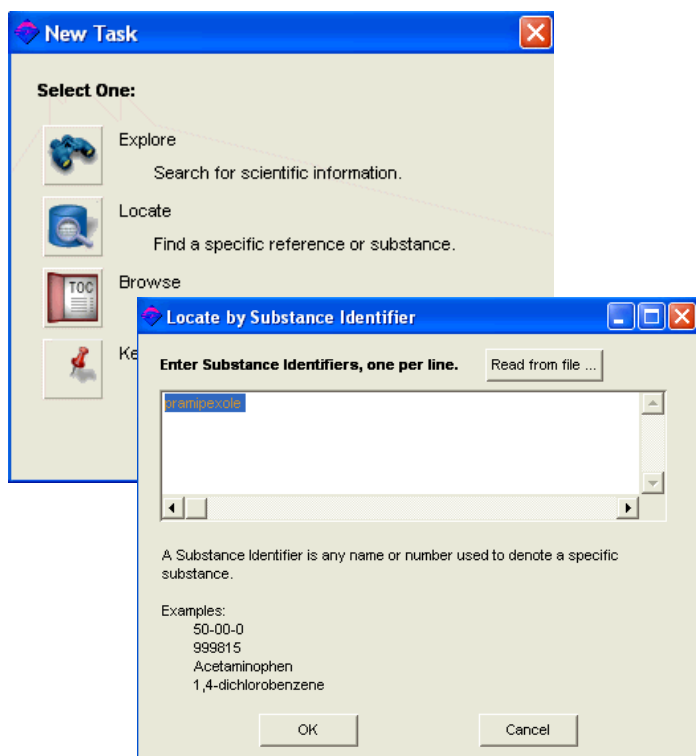 New Task
Select One:
Explore
Search for scientific information.
Locate
Find a specific reference or substance.
TOC
Browse
Ke
Locate by Substance Identifier
Enter Substance Identifiers, one per line.
Read from file ...
pramipexole
A Substance Identifier is any name or number used to denote a specific
substance.
Examples:
50-00-0
999815
Acetaminophen
1,4-dichlorobenzene
OK
Cancel